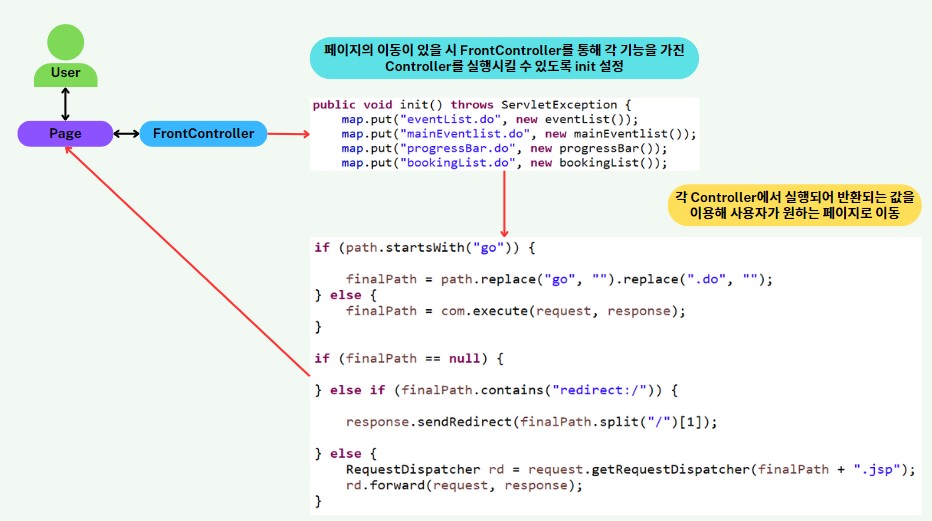 User
Page
FrontController
페이지의 이동이 있을 시 FrontController를 통해 각 기능을 가진
Controller를 실행시킬 수 있도록 init 설정
public void init() throws ServletException {
map.put("eventList.do", new eventList());
map.put("mainEventlist.do", new mainEventlist());
map.put("progressBar.do", new progressBar());
map.put("bookingList.do", new bookingList());
각 Controller에서 실행되어 반환되는 값을
이용해 사용자가 원하는 페이지로 이동
if (path.startsWith("go")) {
finalPath = path.replace("go", "").replace(".do", "");
} else {
finalPath = com.execute(request, response);
}
if (finalPath == null) {
} else if (finalPath.contains("redirect:/")) {
response.sendRedirect(finalPath.split("/")[1]);
} else {
RequestDispatcher rd = request.getRequestDispatcher(finalPath + ".jsp");
rd.forward(request, response);
}